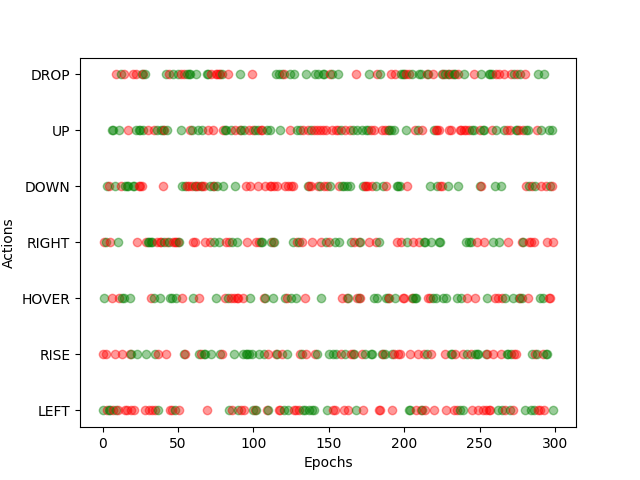 DROP
UP
DOWN
RIGHT
HOVER
RISE
LEFT
Actions
0 50 100 150 200 250 300
Epochs